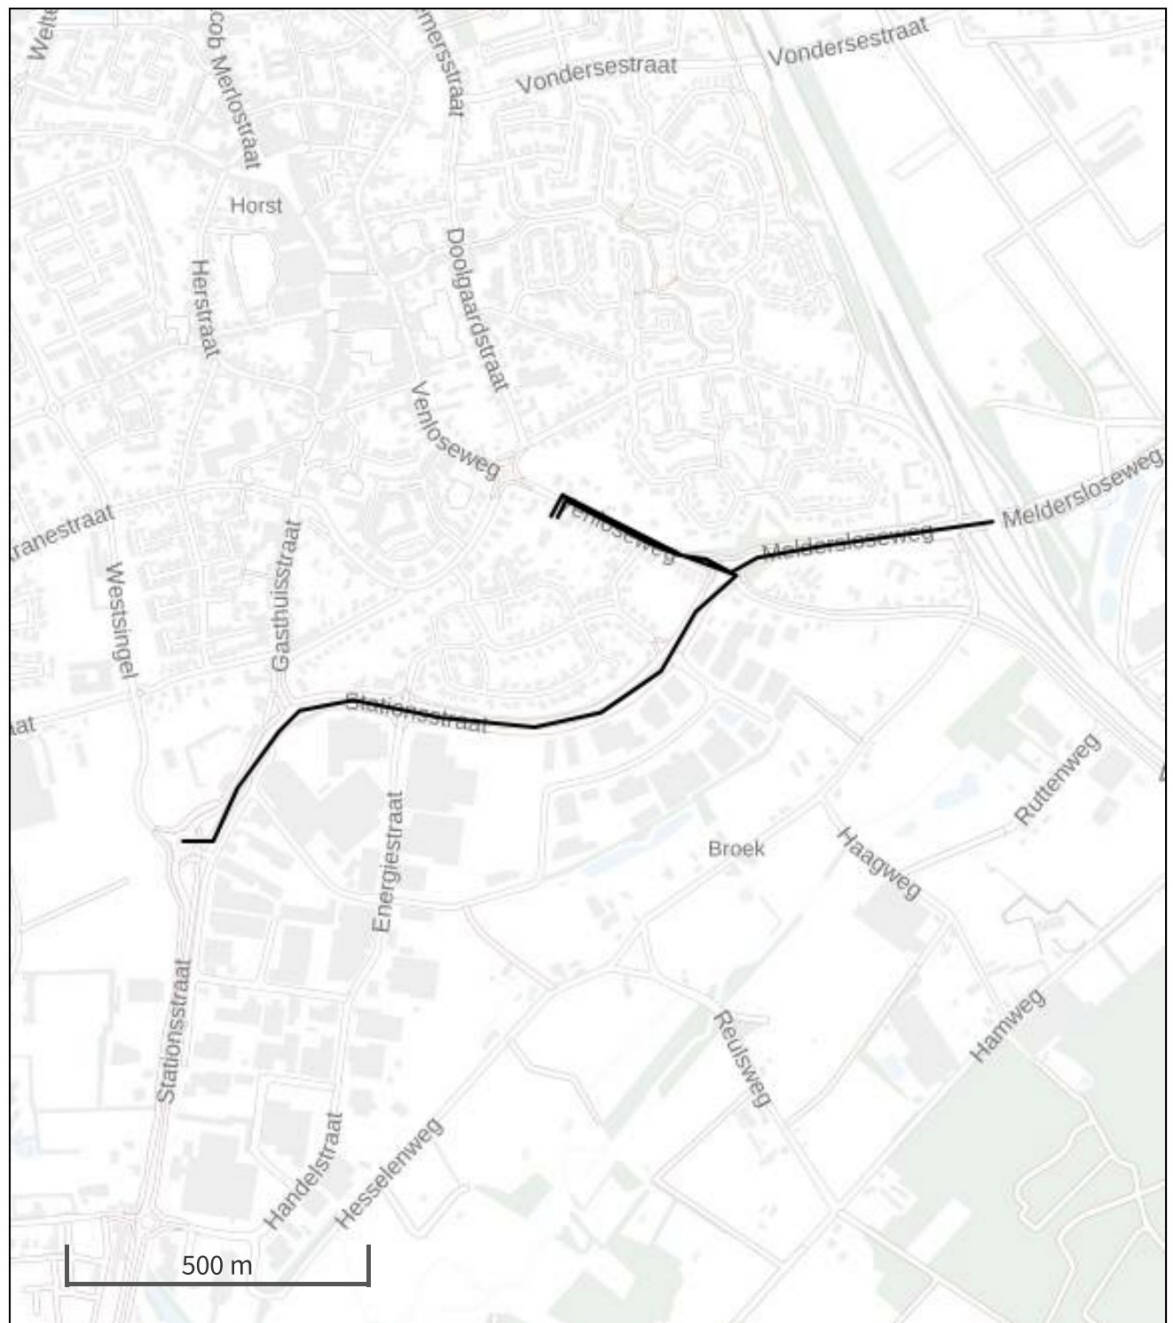 Vondersestraat
Vondersestraat
Horst
Herstraat
Doolgaardstraat
Venloseweg
Meldersloseweg
Meldersloseweg
Gasthuisstraat
Westsingel
Stationsstraat
Ruttenweg
Broek
Haagweg
Energiestraat
Stationsstraat
Hamweg
Reulsweg
Handelstraat
Hesselenweg
500 m